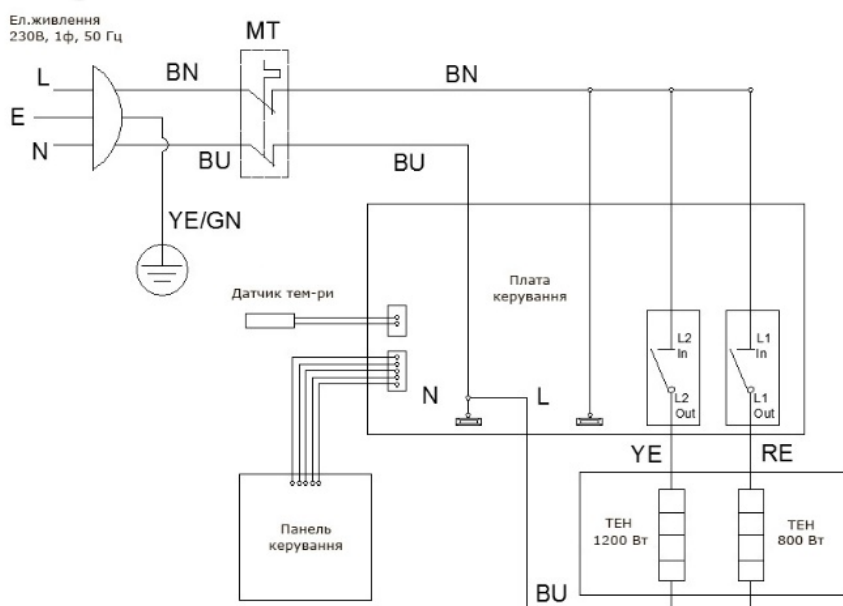 Ел.живлення
230В, 1ф, 50 Гц
MT
L
BN
BN
E
N
BU
BU
YE/GN
Датчик тем-ри
Плата
керування
L2
In
L1
In
N
L
L2
Out
L1
Out
YE
RE
Панель
керування
ТЕН
1200 Вт
ТЕН
800 Вт
BU